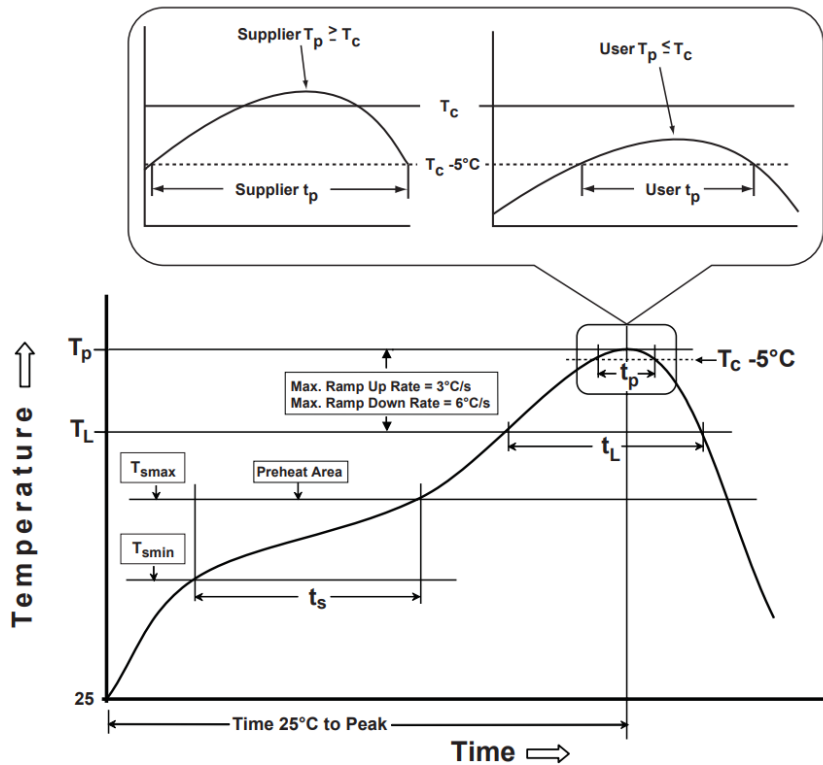 Supplier Tp ≥ Tc
User Tp ≤ Tc
Tc
Tc -5°C
Supplier tp
User tp
Tp
Tc -5°C
tp
Max. Ramp Up Rate = 3°C/s
Max. Ramp Down Rate = 6°C/s
TL
tL
Tsmax
Preheat Area
Tsmin
ts
Temperature
25
Time 25°C to Peak
Time